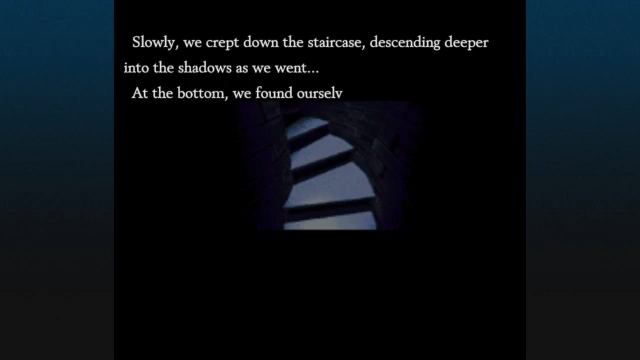 Slowly, we crept down the staircase, descending deeper
into the shadows as we went...
At the bottom, we found ourselv